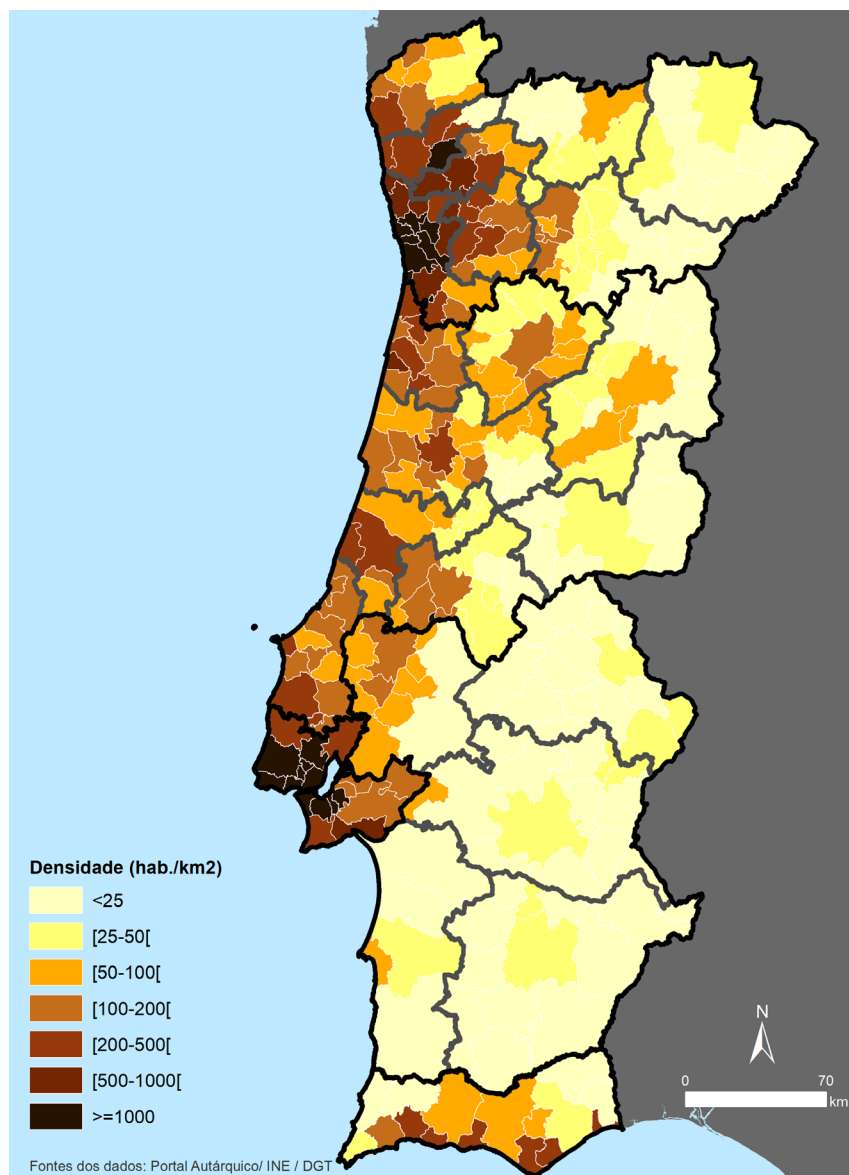 Densidade (hab./km2)
<25
[25-50[
[50-100[
[100-200[
[200-500[
[500-1000[
>=1000
N
0 70
km
Fontes dos dados: Portal Autárquico/ INE / DGT